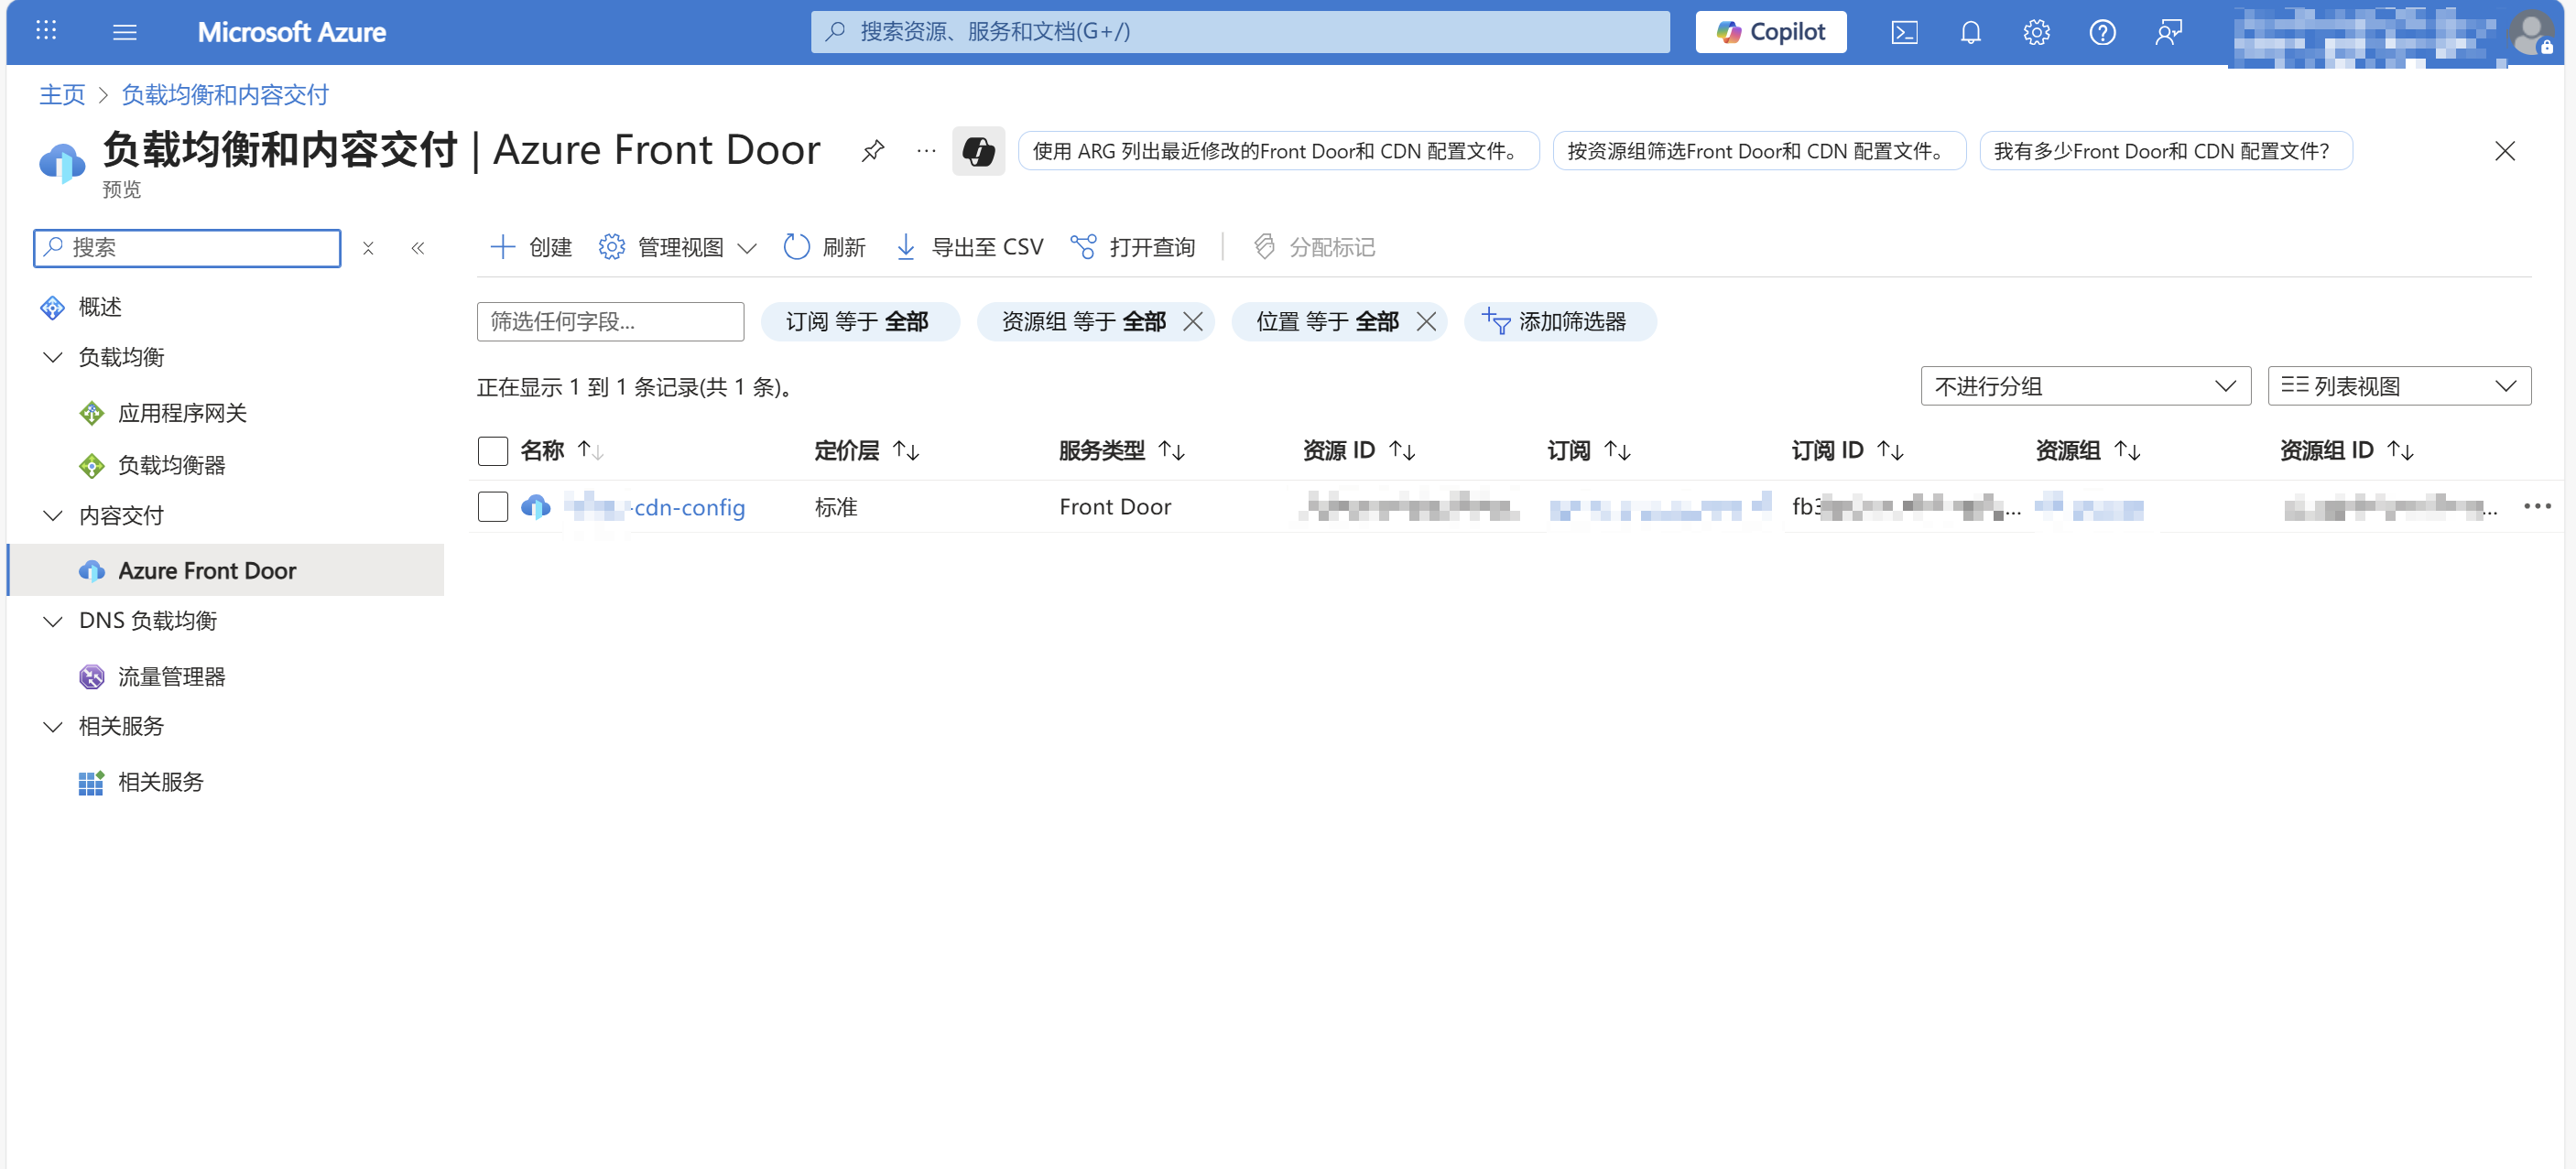 Microsoft Azure
搜索资源、服务和文档(G+/)
Copilot
主页 > 负载均衡和内容交付
负载均衡和内容交付 | Azure Front Door
预览
使用 ARG 列出最近修改的Front Door和 CDN 配置文件。
按资源组筛选Front Door和 CDN 配置文件。
我有多少Front Door和 CDN 配置文件?
搜索
概述
负载均衡
应用程序网关
负载均衡器
内容交付
Azure Front Door
DNS 负载均衡
流量管理器
相关服务
相关服务
创建 管理视图 刷新 导出至 CSV 打开查询 分配标记
筛选任何字段... 订阅 等于 全部 资源组 等于 全部 位置 等于 全部 添加筛选器
正在显示 1 到 1 条记录(共 1 条)。 不进行分组 列表视图
名称 定价层 服务类型 资源 ID 订阅 订阅 ID 资源组 资源组 ID
-cdn-config 标准 Front Door fb3 ... ...